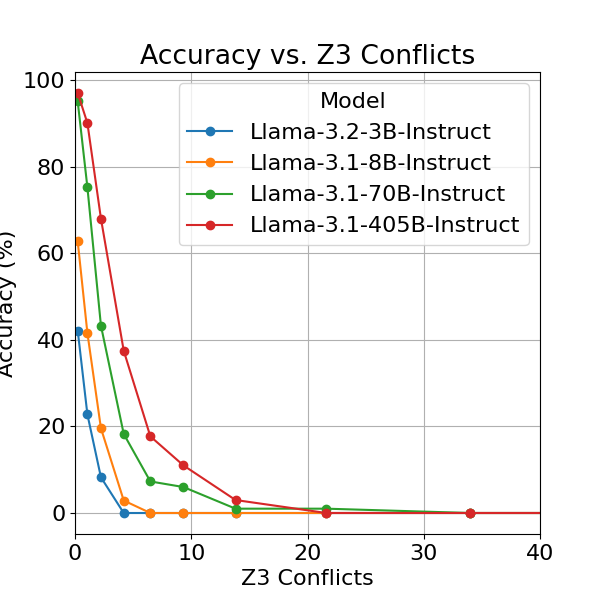 Accuracy vs. Z3 Conflicts
Model
Llama-3.2-3B-Instruct
Llama-3.1-8B-Instruct
Llama-3.1-70B-Instruct
Llama-3.1-405B-Instruct
Accuracy (%)
100
80
60
40
20
0
0 10 20 30 40
Z3 Conflicts